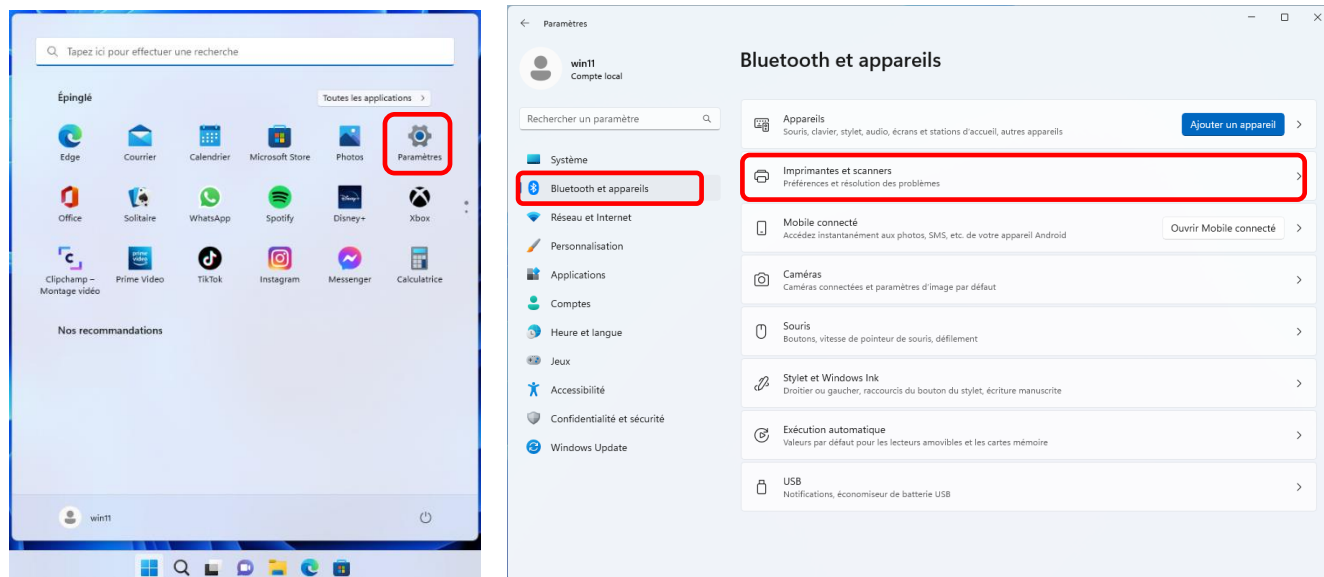 Tapez ici pour effectuer une recherche
Épinglé
Toutes les applications >
Edge
Courrier
Calendrier
Microsoft Store
Photos
Paramètres
Office
Solitaire
WhatsApp
Spotify
Disney+
Xbox
Clipchamp –
Montage vidéo
Prime Video
TikTok
Instagram
Messenger
Calculatrice
Nos recommandations
win11
Paramètres
win11
Compte local
Rechercher un paramètre
Système
Bluetooth et appareils
Réseau et Internet
Personnalisation
Applications
Comptes
Heure et langue
Jeux
Accessibilité
Confidentialité et sécurité
Windows Update
Bluetooth et appareils
Appareils
Souris, clavier, stylet, audio, écrans et stations d'accueil, autres appareils
Ajouter un appareil
Imprimantes et scanners
Préférences et résolution des problèmes
Mobile connecté
Accédez instantanément aux photos, SMS, etc. de votre appareil Android
Ouvrir Mobile connecté
Caméras
Caméras connectées et paramètres d'image par défaut
Souris
Boutons, vitesse de pointeur de souris, défilement
Stylet et Windows Ink
Droitier ou gaucher, raccourcis du bouton du stylet, écriture manuscrite
Exécution automatique
Valeurs par défaut pour les lecteurs amovibles et les cartes mémoire
USB
Notifications, économiseur de batterie USB